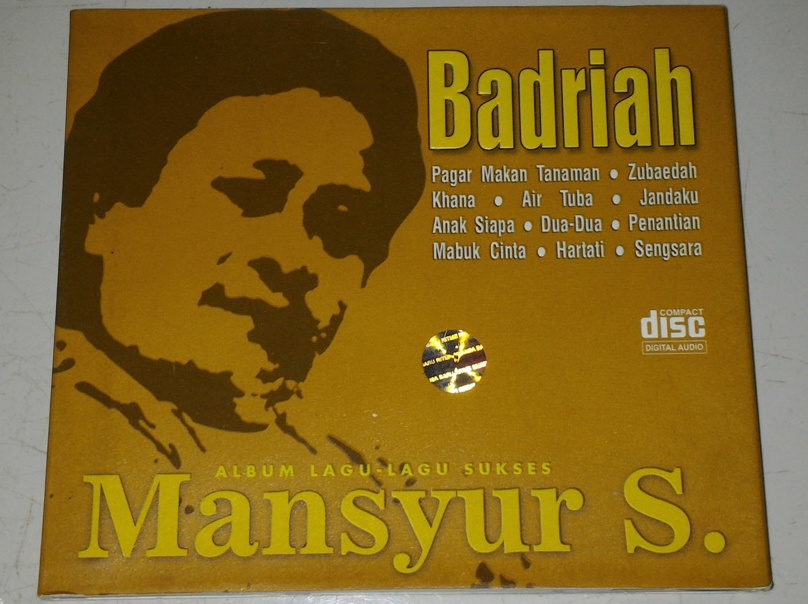 Badriah
Pagar Makan Tanaman • Zubaedah
Khana • Air Tuba • Jandaku
Anak Siapa • Dua-Dua • Penantian
Mabuk Cinta • Hartati • Sengsara
COMPACT
disc
DIGITAL AUDIO
ALBUM LAGU-LAGU SUKSES
Mansyur S.